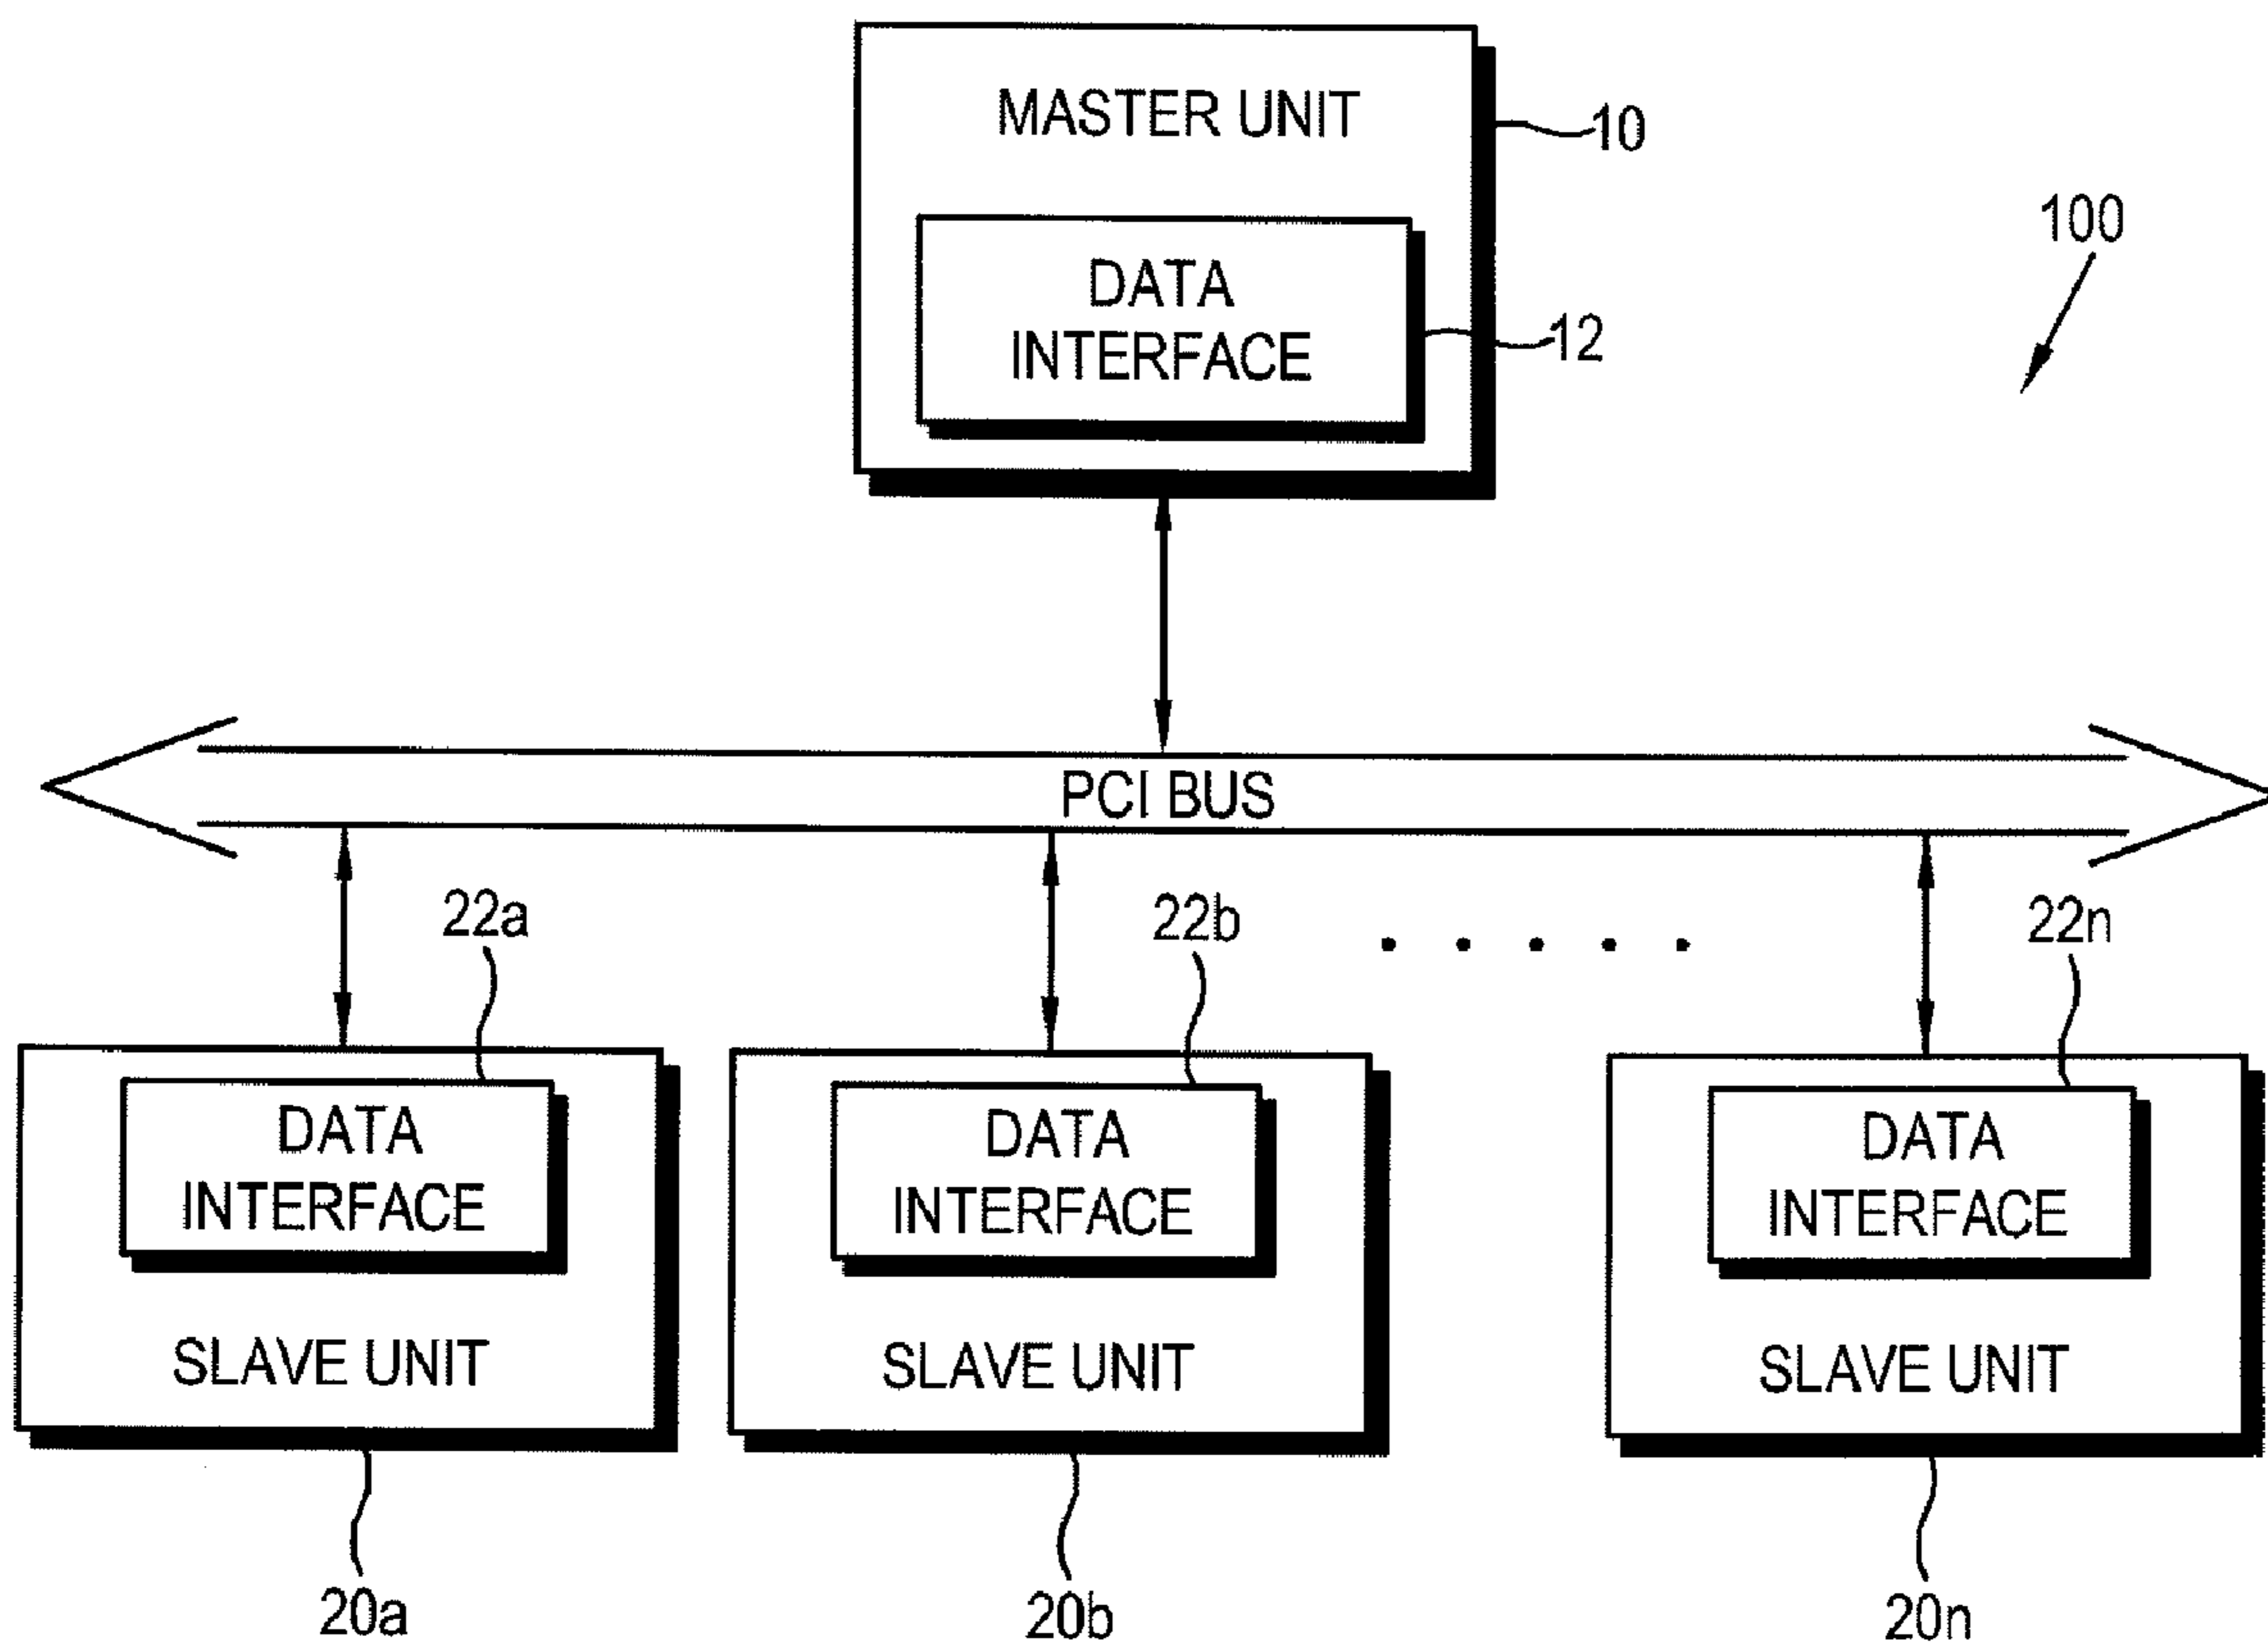 MASTER UNIT
10
DATA
INTERFACE
12
100
PCI BUS
22a
22b
22n
DATA
INTERFACE
SLAVE UNIT
DATA
INTERFACE
SLAVE UNIT
DATA
INTERFACE
SLAVE UNIT
20a
20b
20n